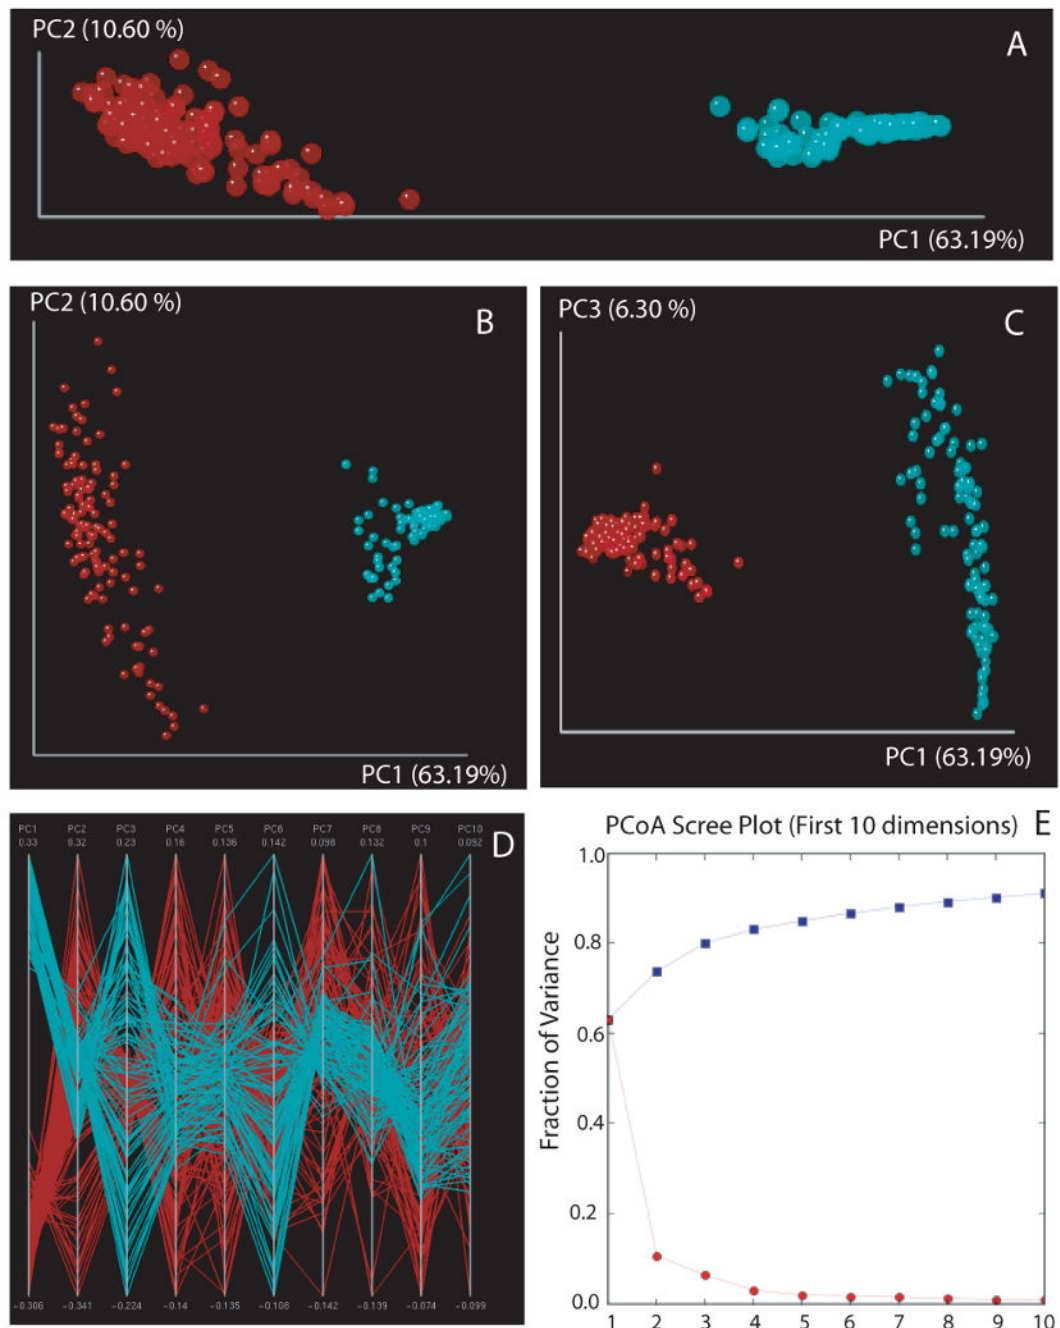 PC2 (10.60 %)
A
PC1 (63.19%)
PC2 (10.60 %)
B
PC1 (63.19%)
PC3 (6.30 %)
C
PC1 (63.19%)
PC1 PC2 PC3 PC4 PC5 PC6 PC7 PC8 PC9 PC10
0.33 0.32 0.23 0.16 0.136 0.142 0.098 0.132 0.1 0.092
D
-0.306 -0.341 -0.224 -0.14 -0.135 -0.108 -0.142 -0.139 -0.074 -0.099
PCoA Scree Plot (First 10 dimensions) E
Fraction of Variance
1.0
0.8
0.6
0.4
0.2
0.0
1 2 3 4 5 6 7 8 9 10